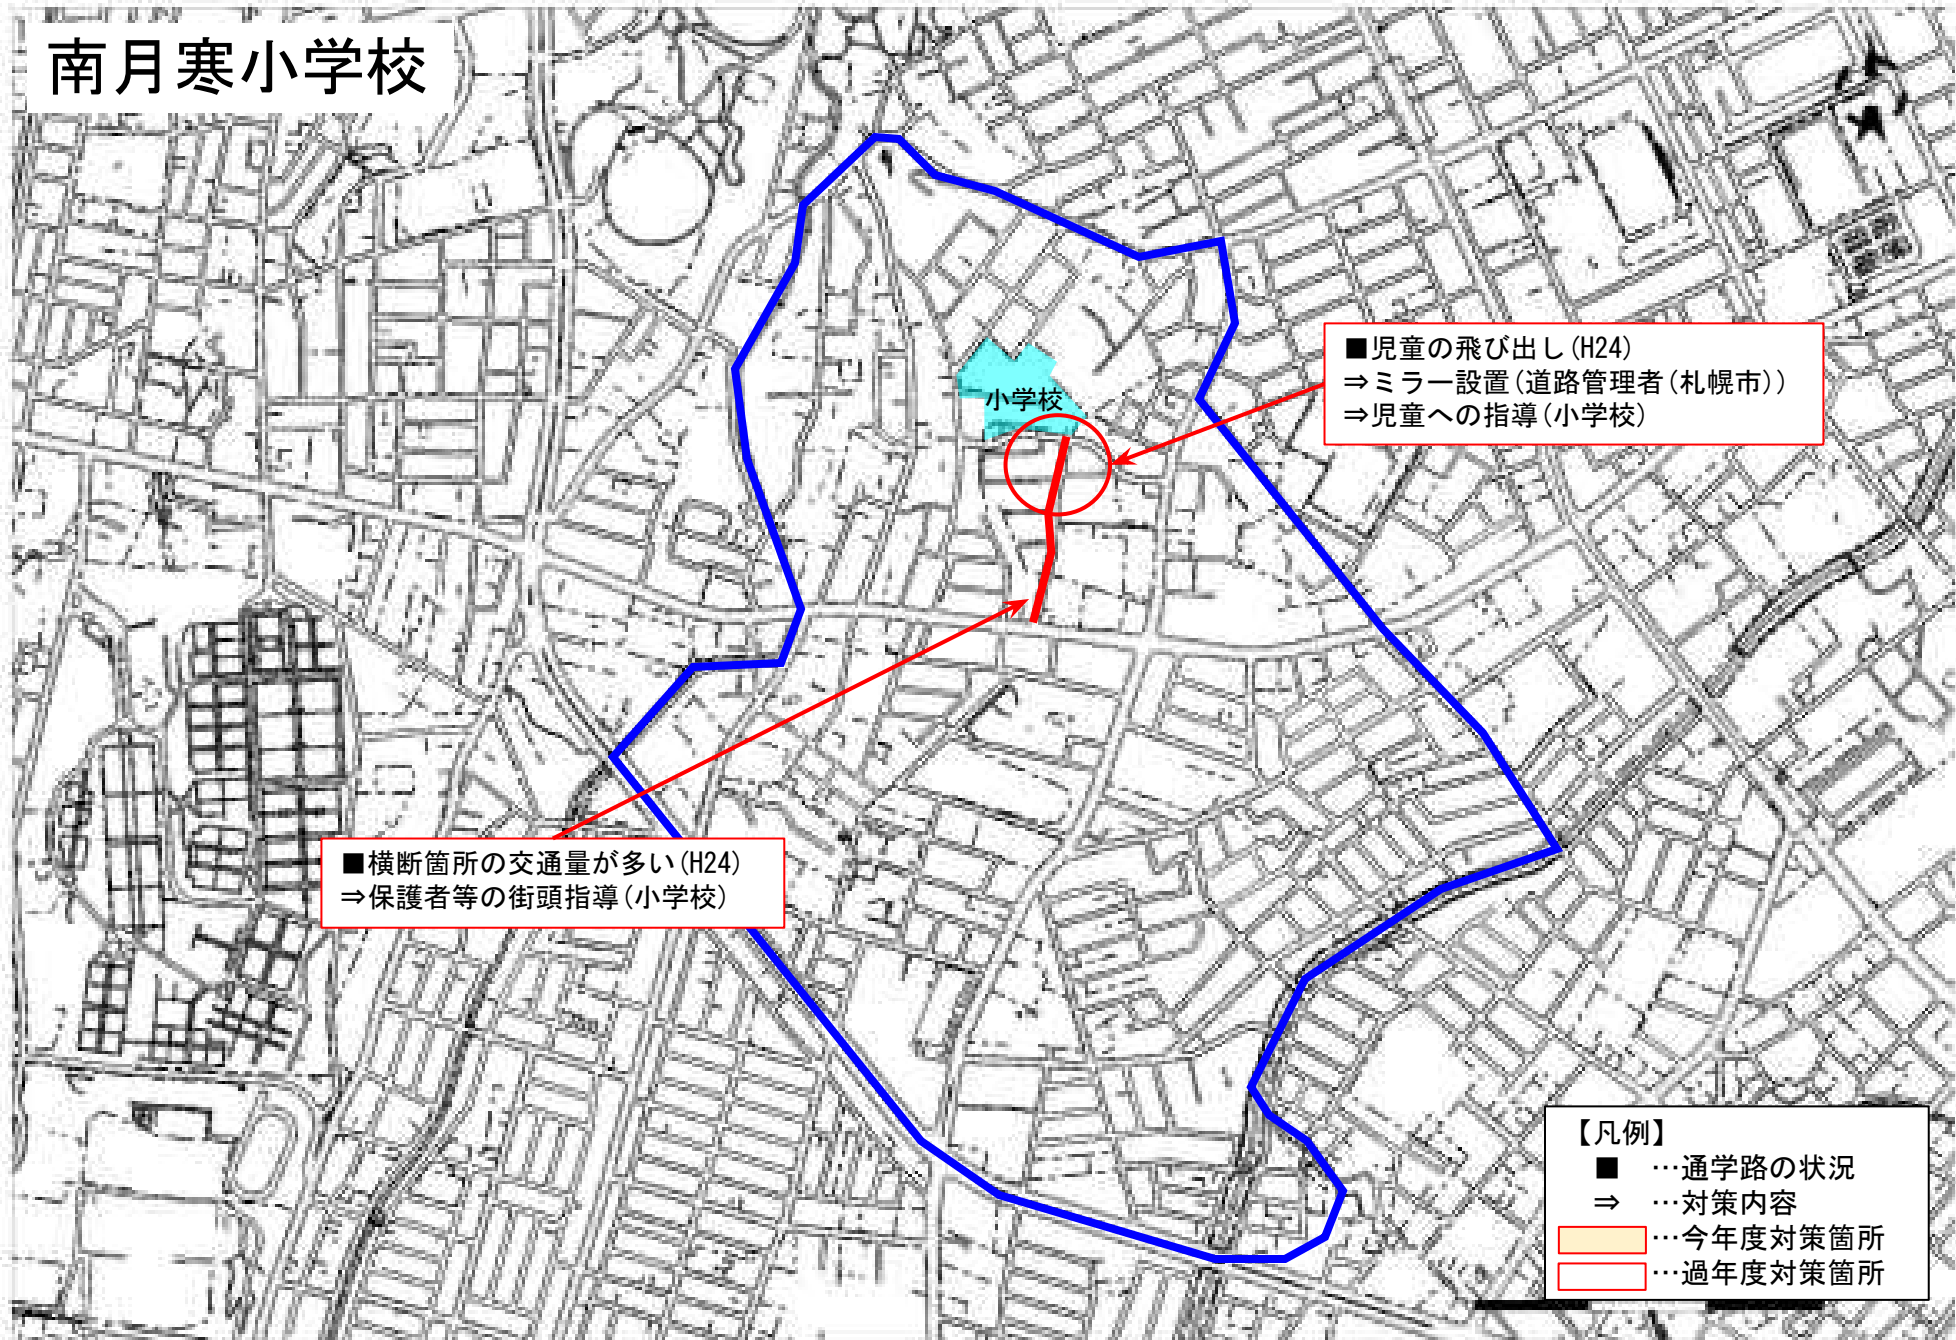 南月寒小学校
■児童の飛び出し(H24)
⇒ミラー設置(道路管理者(札幌市))
⇒児童への指導(小学校)
小学校
■横断箇所の交通量が多い(H24)
⇒保護者等の街頭指導(小学校)
【凡例】
■ …通学路の状況
⇒ …対策内容
…今年度対策箇所
…過年度対策箇所